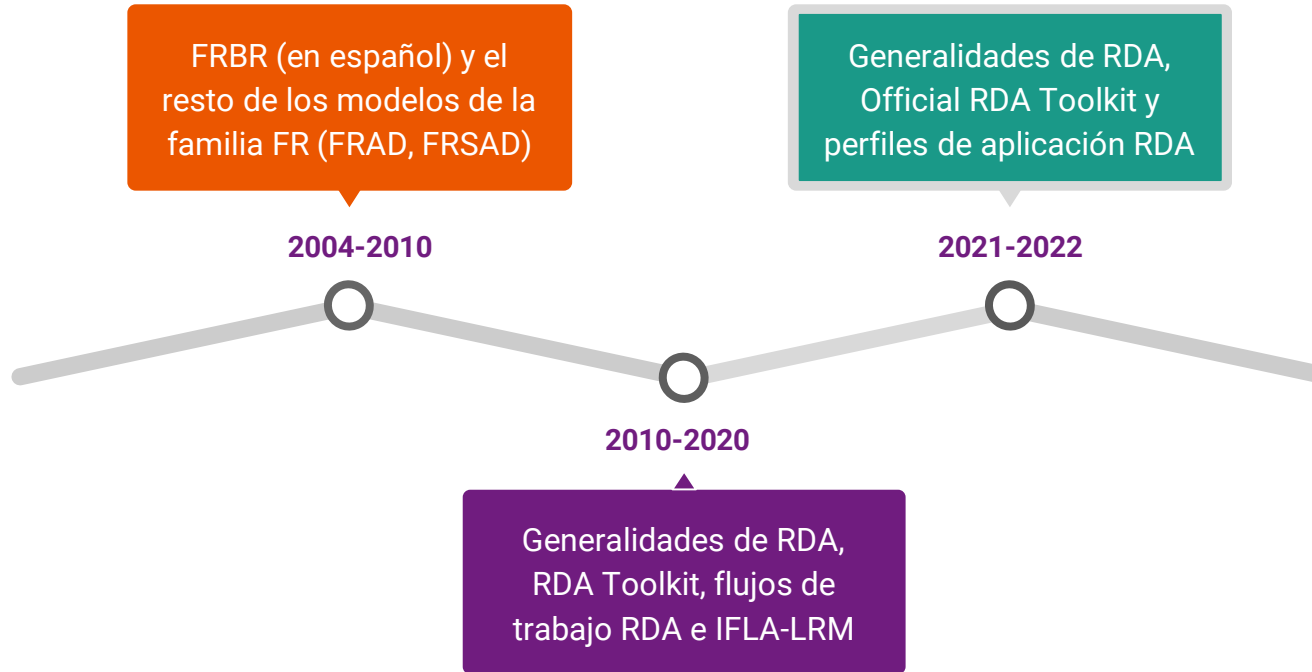 FRBR (en español) y el
resto de los modelos de la
familia FR (FRAD, FRSAD)
2004-2010
Generalidades de RDA,
Official RDA Toolkit y
perfiles de aplicación RDA
2021-2022
2010-2020
Generalidades de RDA,
RDA Toolkit, flujos de
trabajo RDA e IFLA-LRM